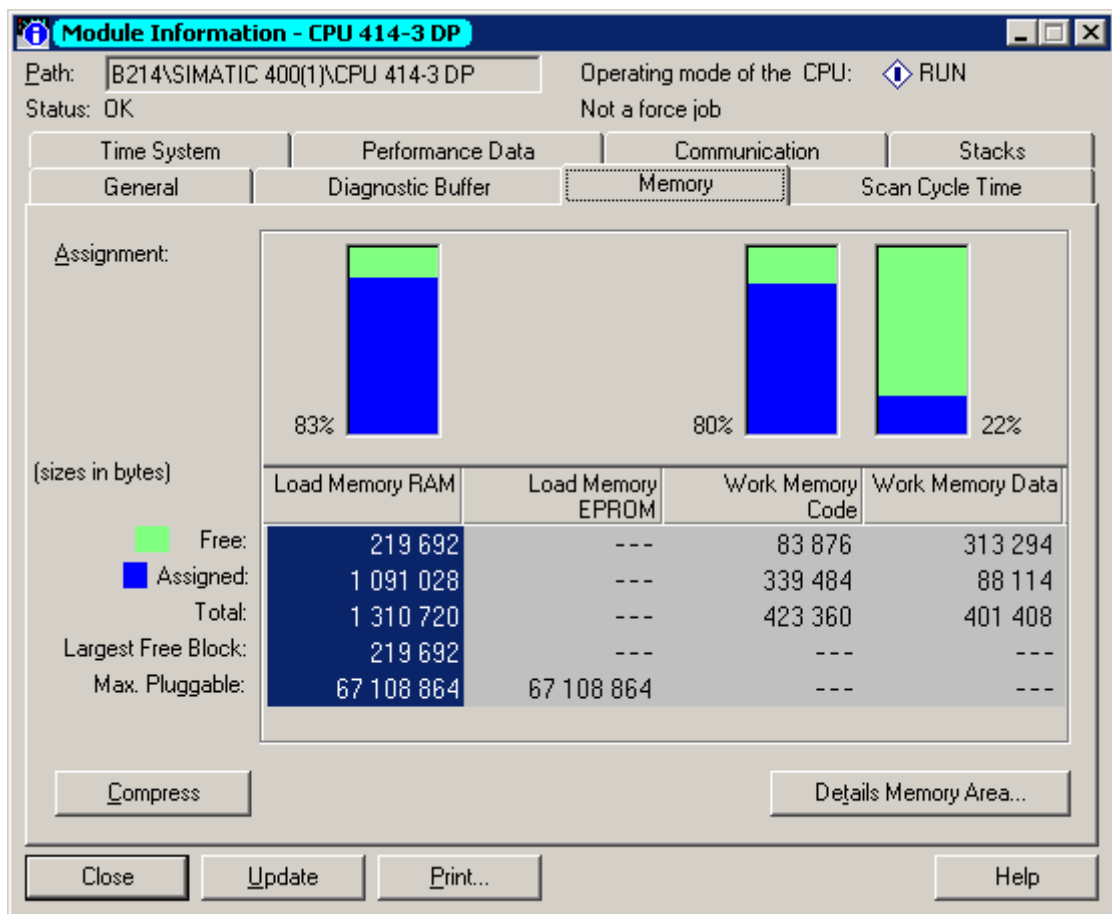 Module Information - CPU 414-3 DP
Path: B214\SIMATIC 400(1)\CPU 414-3 DP Operating mode of the CPU: RUN
Status: OK Not a force job
Time System Performance Data Communication Stacks
General Diagnostic Buffer Memory Scan Cycle Time
Assignment:
83% 80% 22%
(sizes in bytes)
Load Memory RAM Load Memory EPROM Work Memory Code Work Memory Data
Free: 219 692 --- 83 876 313 294
Assigned: 1 091 028 --- 339 484 88 114
Total: 1 310 720 --- 423 360 401 408
Largest Free Block: 219 692 --- --- ---
Max. Pluggable: 67 108 864 67 108 864 --- ---
Compress Details Memory Area...
Close Update Print... Help